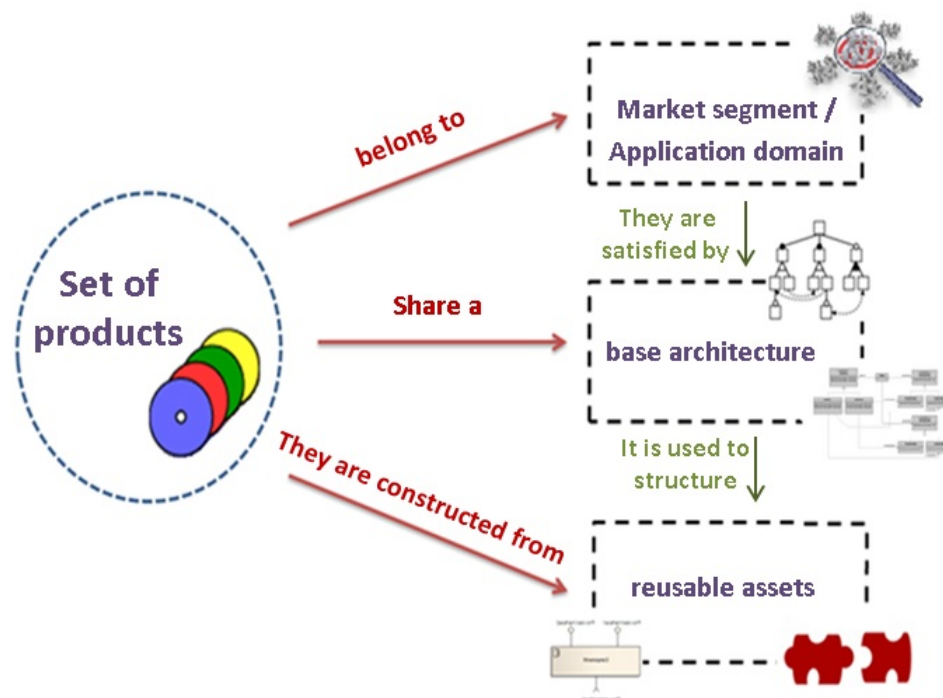 belong to
Market segment /
Application domain
They are
satisfied by
Set of
products
Share a
base architecture
They are constructed from
It is used to
structure
reusable assets